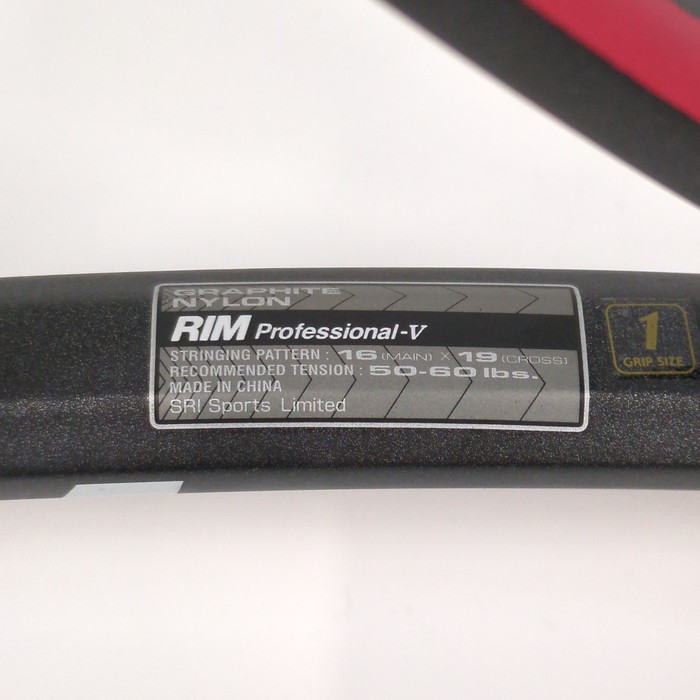 GRAPHITE
NYLON
RIM Professional-V
STRINGING PATTERN : 16 (MAIN) X 19 (CROSS)
RECOMMENDED TENSION : 50-60 lbs.
MADE IN CHINA
SRI Sports Limited
1
GRIP SIZE